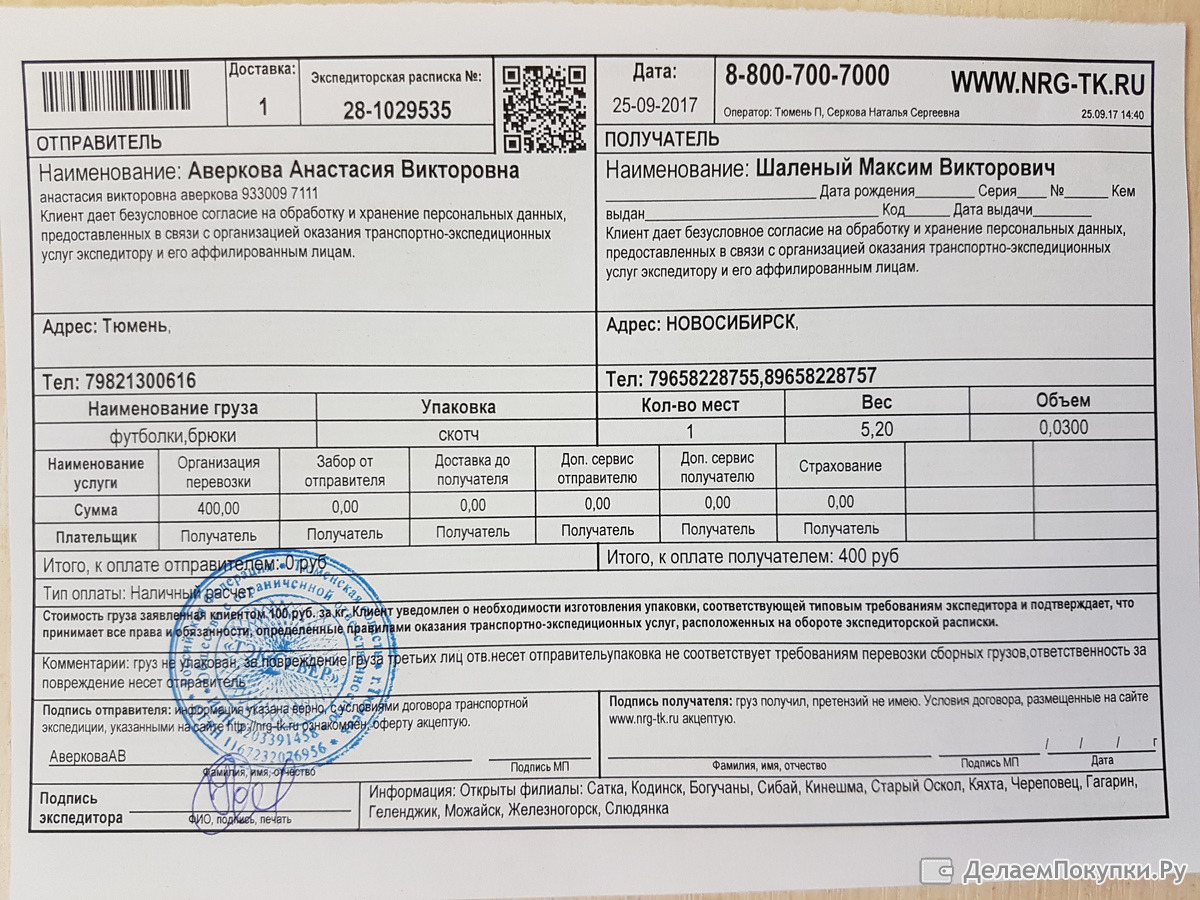 Доставка:
1
Экспедиторская расписка №:
28-1029535
Дата:
25-09-2017
8-800-700-7000
WWW.NRG-TK.RU
Оператор: Тюмень П, Серкова Наталья Сергеевна
25.09.17 14:40
ОТПРАВИТЕЛЬ
Наименование: Аверкова Анастасия Викторовна
анастасия викторовна аверкова 933009 7111
Клиент дает безусловное согласие на обработку и хранение персональных данных,
предоставленных в связи с организацией оказания транспортно-экспедиционных
услуг экспедитору и его аффилированным лицам.
Адрес: Тюмень,
Тел: 79821300616
ПОЛУЧАТЕЛЬ
Наименование: Шаленый Максим Викторович
Дата рождения Серия № Кем
выдан Код Дата выдачи
Клиент дает безусловное согласие на обработку и хранение персональных данных,
предоставленных в связи с организацией оказания транспортно-экспедиционных
услуг экспедитору и его аффилированным лицам.
Адрес: НОВОСИБИРСК,
Тел: 79658228755,89658228757
Наименование груза Упаковка Кол-во мест Вес Объем
футболки,брюки скотч 1 5,20 0,0300
Наименование услуги
Организация перевозки
Забор от отправителя
Доставка до получателя
Доп. сервис отправителю
Доп. сервис получателю
Страхование
Сумма 400,00 0,00 0,00 0,00 0,00 0,00
Плательщик Получатель Получатель Получатель Получатель Получатель Получатель
Итого, к оплате отправителем: 0 руб
Итого, к оплате получателем: 400 руб
Тип оплаты: Наличный расчет
Стоимость груза заявленная клиентом 100 руб. за кг. Клиент уведомлен о необходимости изготовления упаковки, соответствующей типовым требованиям экспедитора и подтверждает, что
принимает все права и обязанности, определенные правилами оказания транспортно-экспедиционных услуг, расположенных на обороте экспедиторской расписки.
Комментарии: груз не упакован, за повреждение груза третьих лиц отв.несет отправительупаковка не соответствует требованиям перевозки сборных грузов,ответственность за
повреждение несет отправитель
Подпись отправителя: информация указана верно, с условиями договора транспортной
экспедиции, указанными на сайте http://nrg-tk.ru ознакомлен, оферту акцептую.
АверковаАВ
Фамилия, имя, отчество
Подпись МП
Подпись получателя: груз получил, претензий не имею. Условия договора, размещенные на сайте
www.nrg-tk.ru акцептую.
/ / / г
Фамилия, имя, отчество
Подпись МП
Дата
Подпись
экспедитора
ФИО, подпись, печать
Информация: Открыты филиалы: Сатка, Кодинск, Богучаны, Сибай, Кинешма, Старый Оскол, Кяхта, Череповец, Гагарин,
Геленджик, Можайск, Железногорск, Слюдянка
1167232076956
ДелаемПокупки.Ру